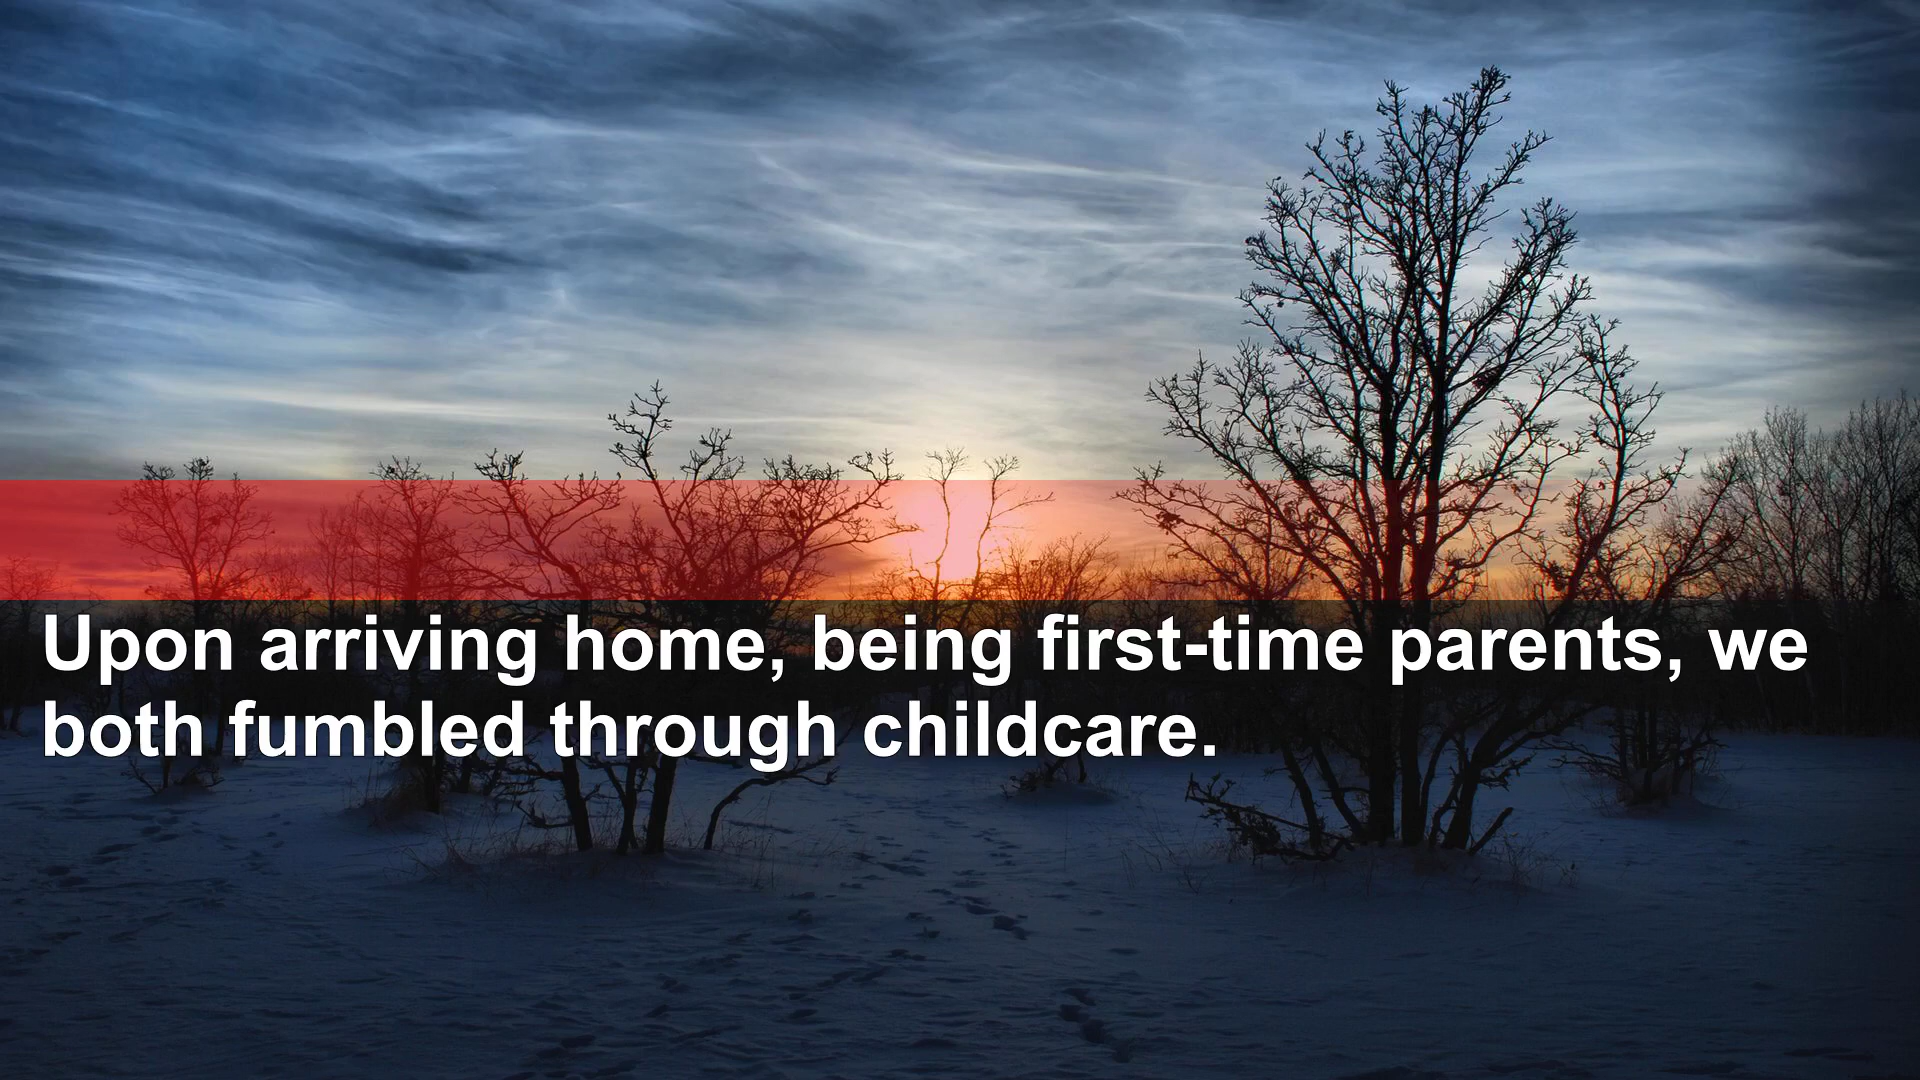 Upon arriving home, being first-time parents, we
both fumbled through childcare.